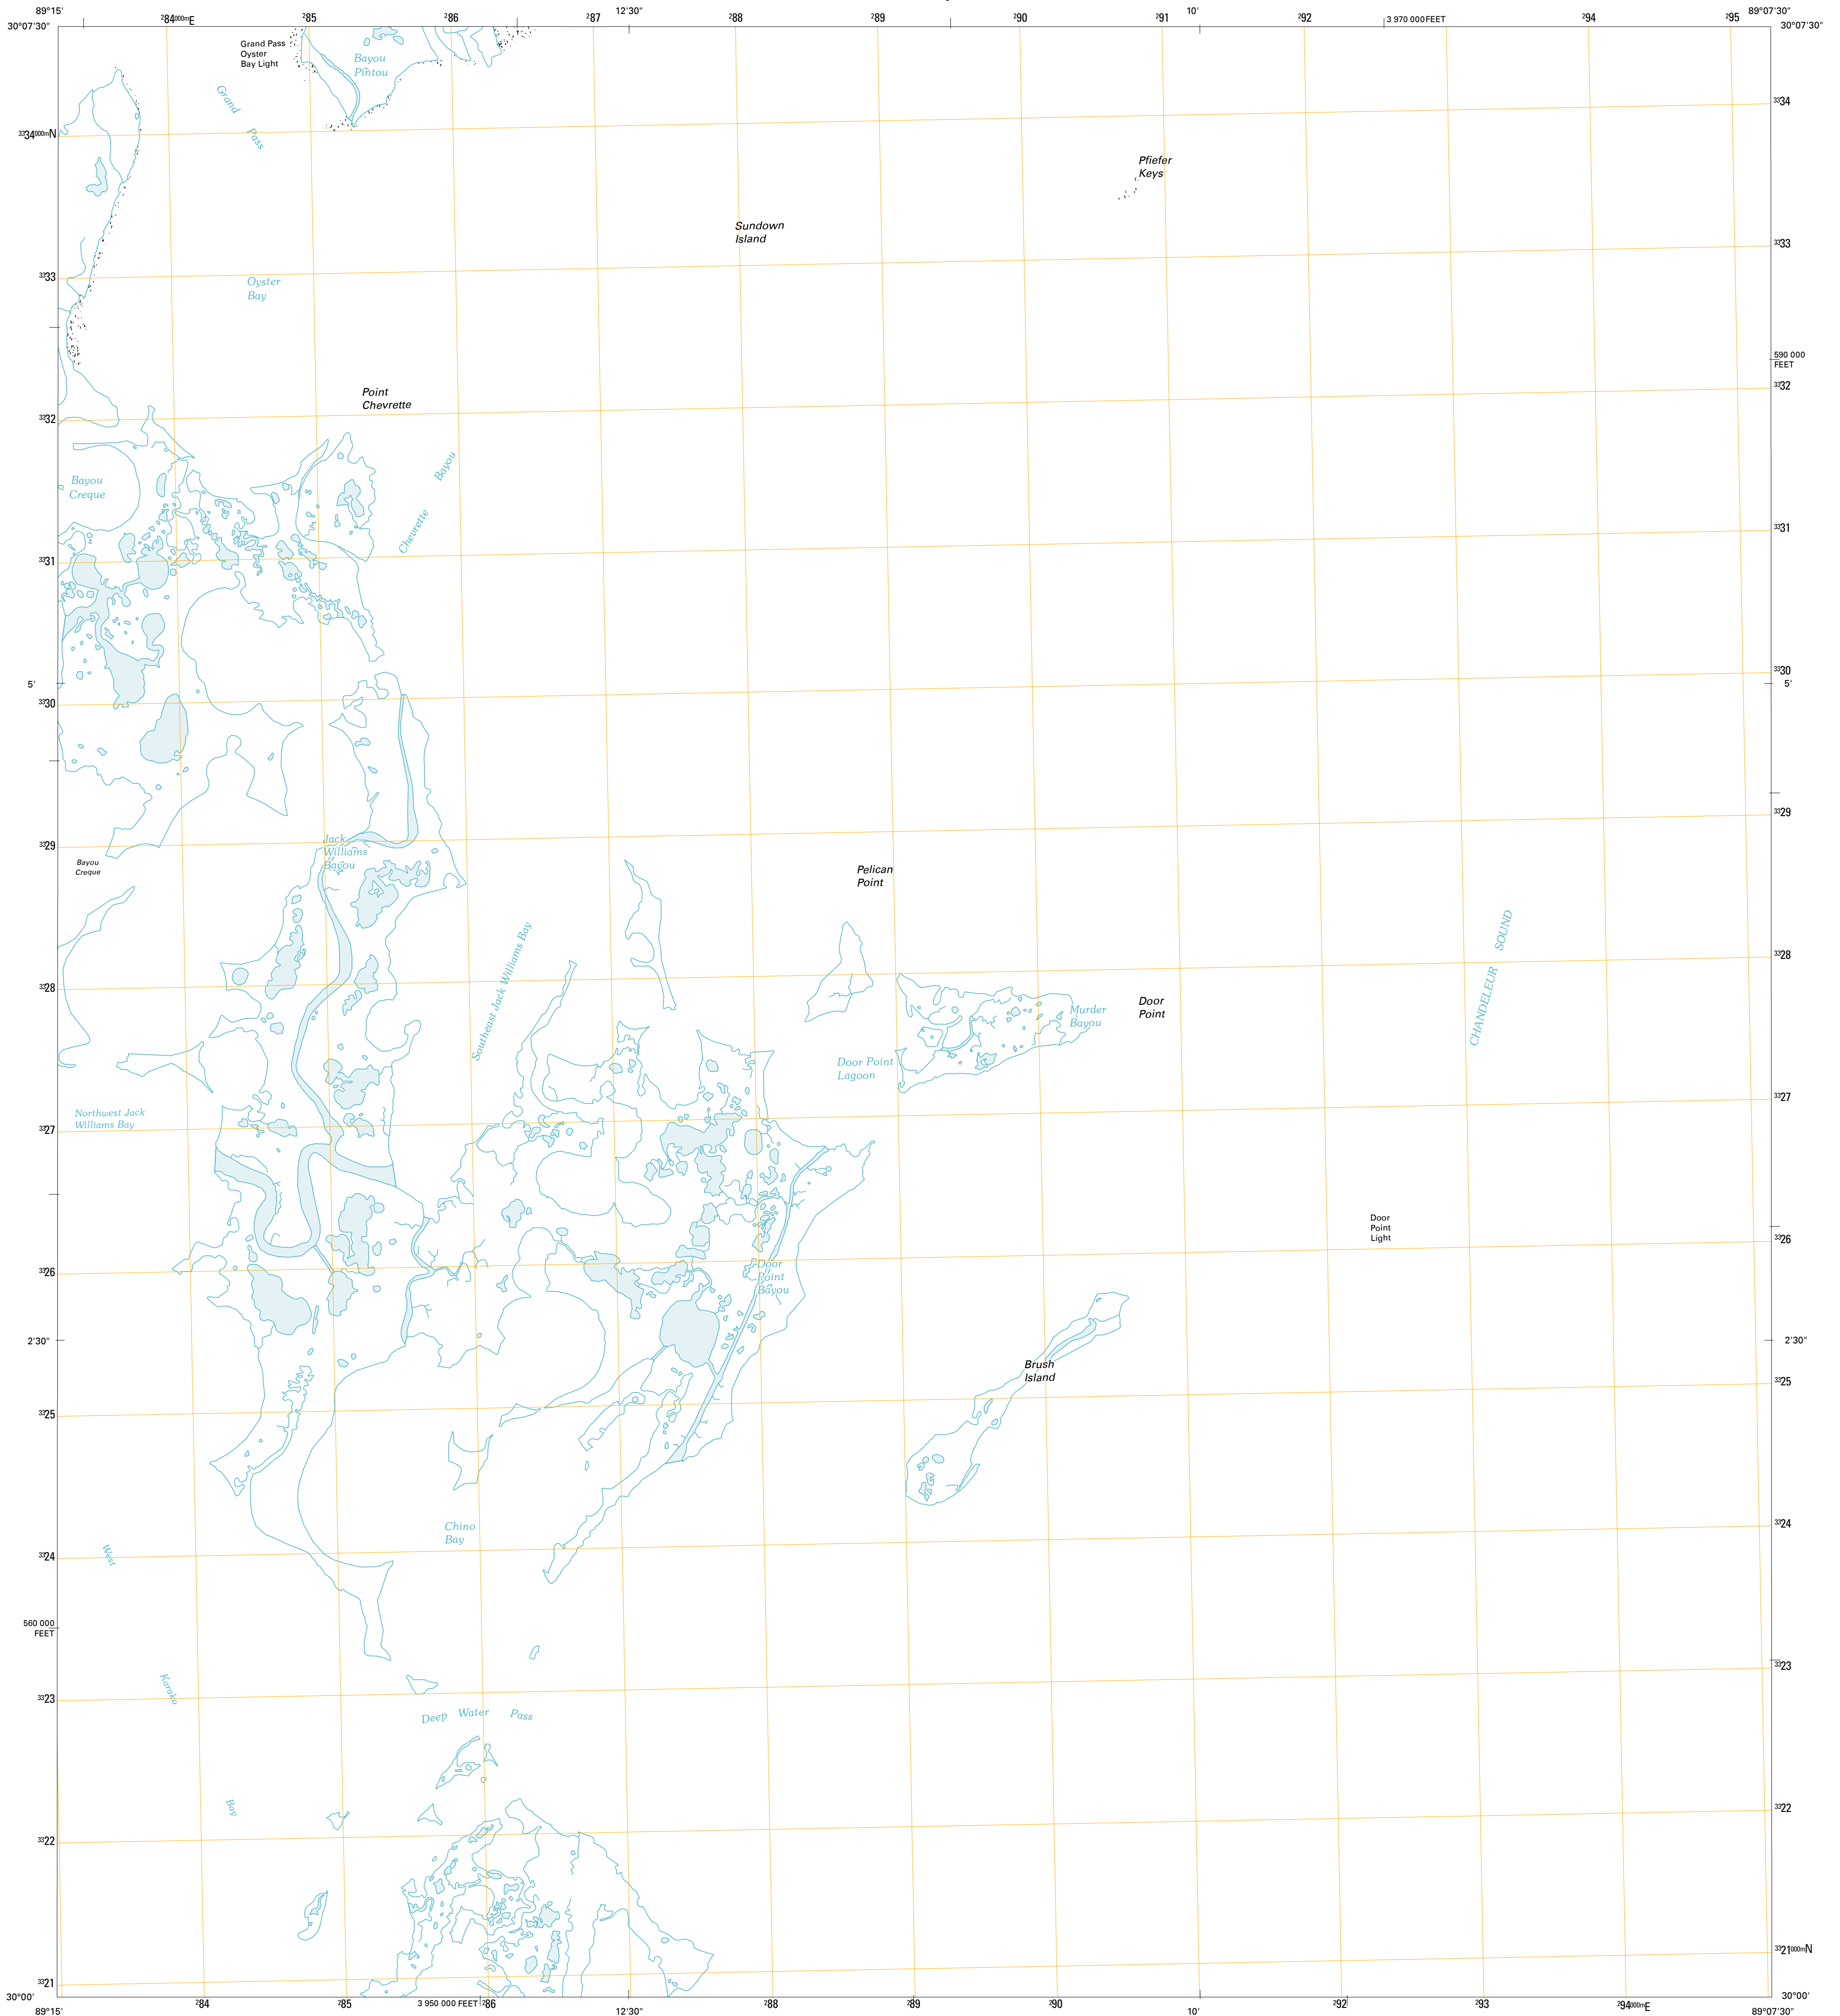 89°15'
²84⁰⁰⁰ᵐE
²85
²86
²87
12'30"
²88
²89
²90
²91
10'
²92
3 970 000 FEET
²94
²95
89°07'30"
30°07'30"
30°07'30"
Grand Pass
Oyster
Bay Light
Bayou
Pintou
Grand Pass
³³34
³³34⁰⁰⁰ᵐN
Pfiefer
Keys
Sundown
Island
³³33
³³33
Oyster
Bay
590 000
FEET
³³32
Point
Chevrette
³³32
Bayou
Creque
Chevrette Bayou
³³31
³³31
³³30
5'
5'
³³30
³³29
Jack
Williams
Bayou
³³29
Bayou
Creque
Pelican
Point
CHANDELEUR SOUND
Southeast Jack Williams Bay
³³28
³³28
Murder
Bayou
Door
Point
Door Point
Lagoon
³³27
Northwest Jack
Williams Bay
³³27
Door
Point
Light
³³26
³³26
Door
Point
Bayou
2'30"
2'30"
Brush
Island
³³25
³³25
Chino
Bay
³³24
³³24
West
Karako
Bay
560 000
FEET
³³23
³³23
Deep Water Pass
³³22
³³22
³³21⁰⁰⁰ᵐN
³³21
30°00'
30°00'
89°15'
²84
²85
3 950 000 FEET
²86
12'30"
²88
²89
²90
10'
²92
²93
²94⁰⁰⁰ᵐE
89°07'30"